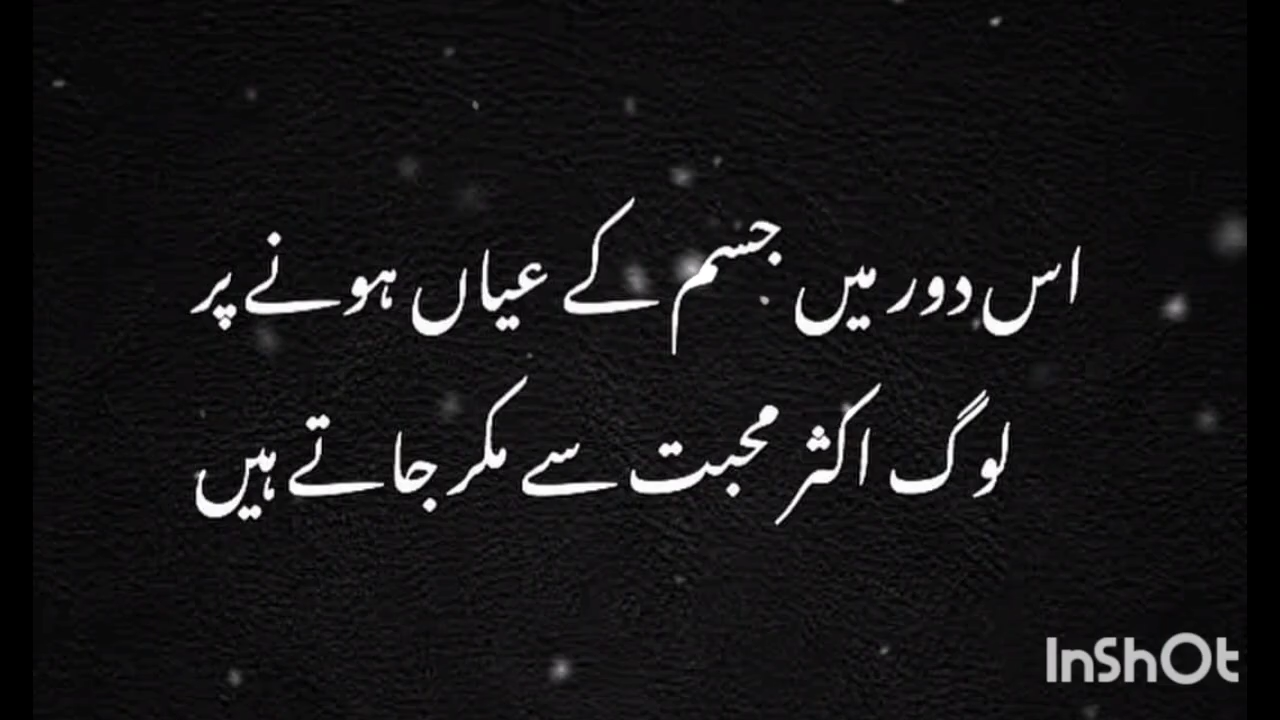 اس دور میں جسم کے عیاں ہونے پر
لوگ اکثر محبت سے مکر جاتے ہیں
InShOt